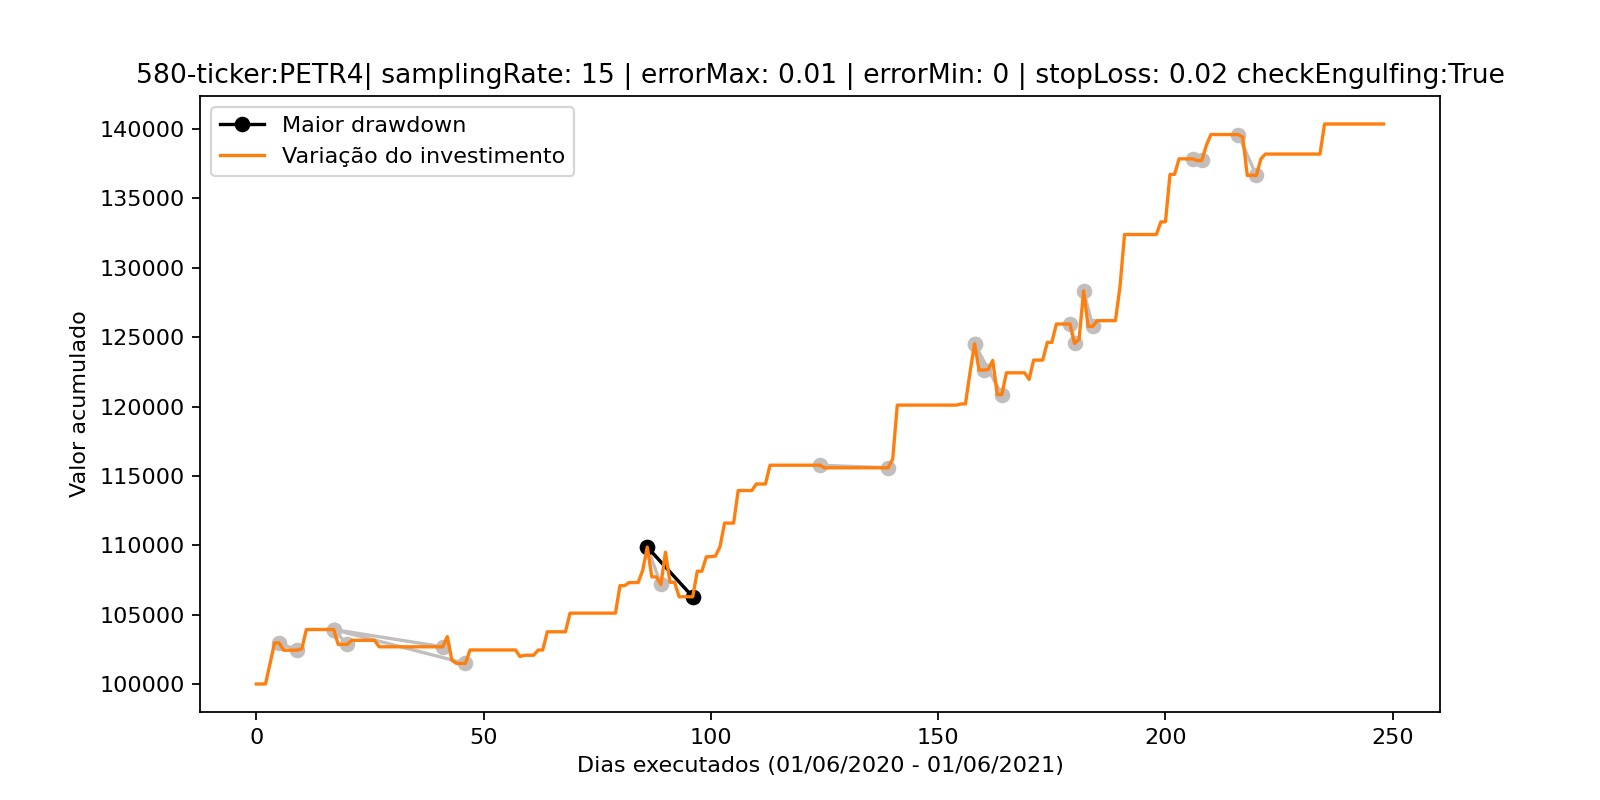 580-ticker:PETR4| samplingRate: 15 | errorMax: 0.01 | errorMin: 0 | stopLoss: 0.02 checkEngulfing:True
Maior drawdown
Variação do investimento
Valor acumulado
140000
135000
130000
125000
120000
115000
110000
105000
100000
0 50 100 150 200 250
Dias executados (01/06/2020 - 01/06/2021)